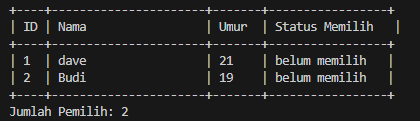 +----+----------------------+-------+-----------------+
| ID | Nama                 | Umur  | Status Memilih   |
+----+----------------------+-------+-----------------+
| 1  | dave                 | 21    | belum memilih   |
| 2  | Budi                 | 19    | belum memilih   |
+----+----------------------+-------+-----------------+
Jumlah Pemilih: 2